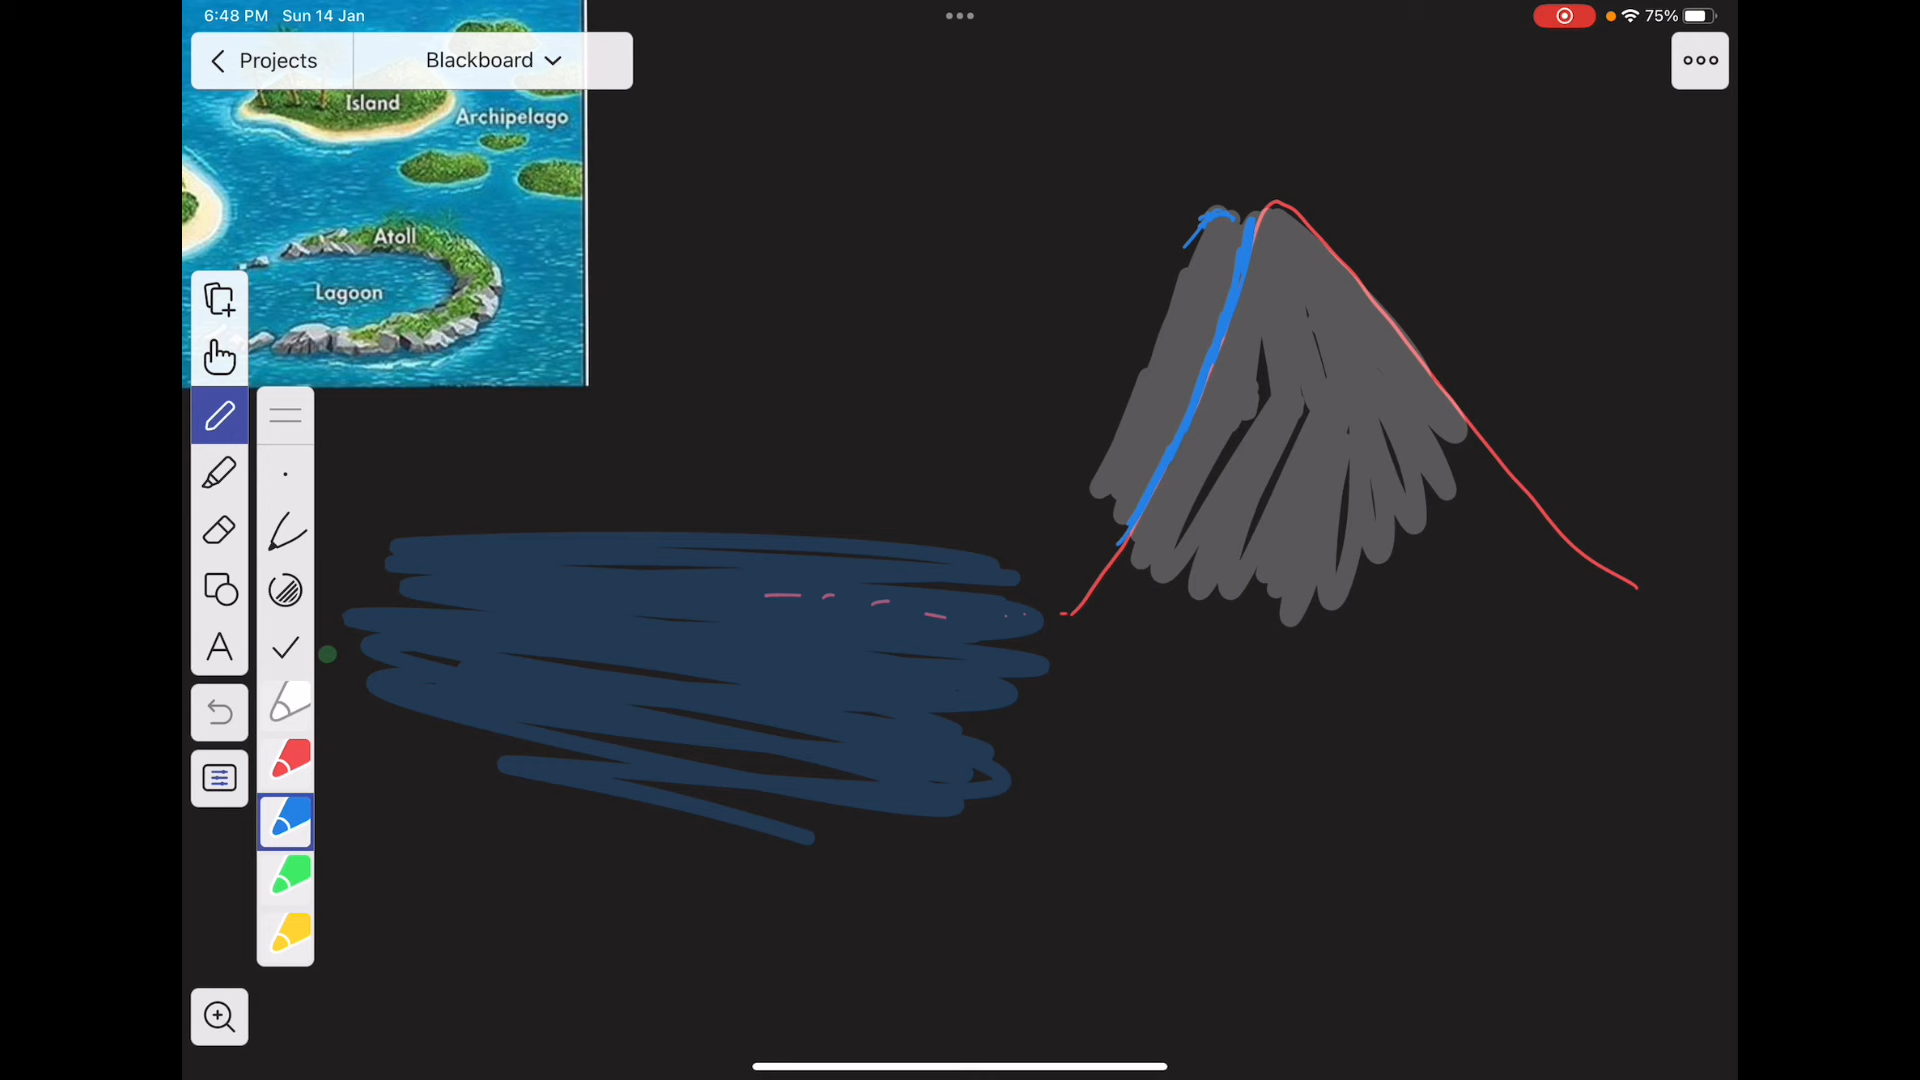 6:48 PM Sun 14 Jan
75%
Projects
Blackboard
Island
Archipelago
Atoll
Lagoon
A